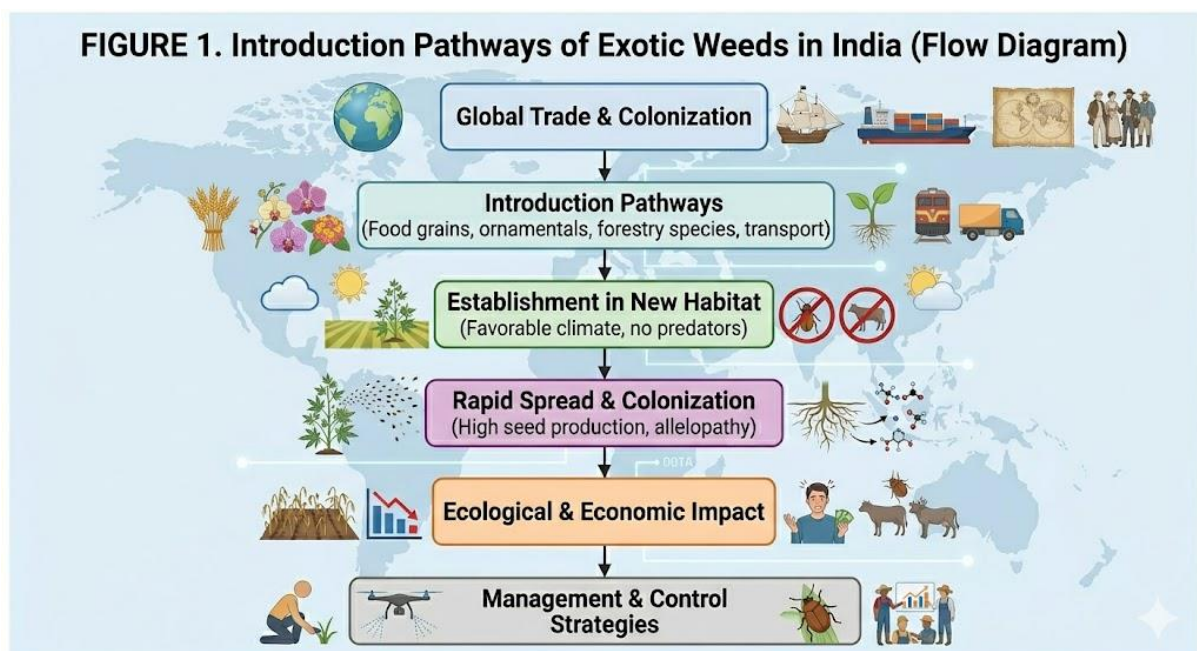 FIGURE 1. Introduction Pathways of Exotic Weeds in India (Flow Diagram)
Global Trade & Colonization
Introduction Pathways
(Food grains, ornamentals, forestry species, transport)
Establishment in New Habitat
(Favorable climate, no predators)
Rapid Spread & Colonization
(High seed production, allelopathy)
Ecological & Economic Impact
Management & Control
Strategies